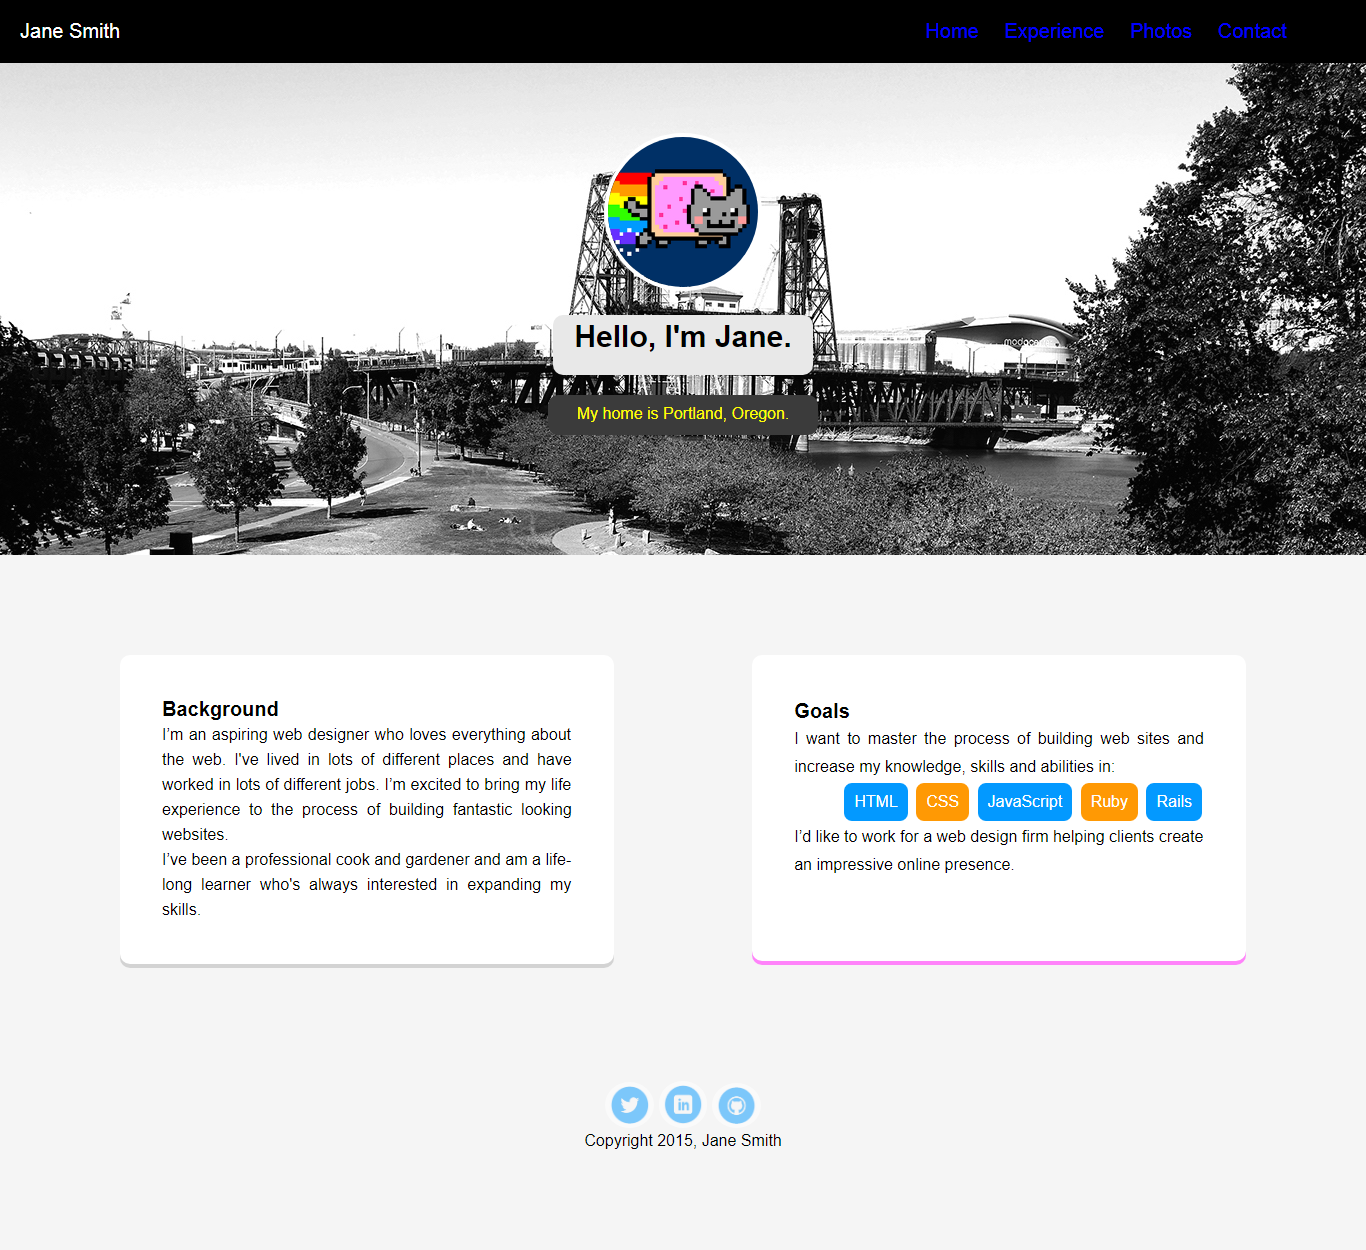 Jane Smith
Home Experience Photos Contact
moda
Hello, I'm Jane.
My home is Portland, Oregon.
Background
I’m an aspiring web designer who loves everything about
the web. I've lived in lots of different places and have
worked in lots of different jobs. I’m excited to bring my life
experience to the process of building fantastic looking
websites.
I’ve been a professional cook and gardener and am a life-
long learner who's always interested in expanding my
skills.
Goals
I want to master the process of building web sites and
increase my knowledge, skills and abilities in:
HTML CSS JavaScript Ruby Rails
I’d like to work for a web design firm helping clients create
an impressive online presence.
in
Copyright 2015, Jane Smith